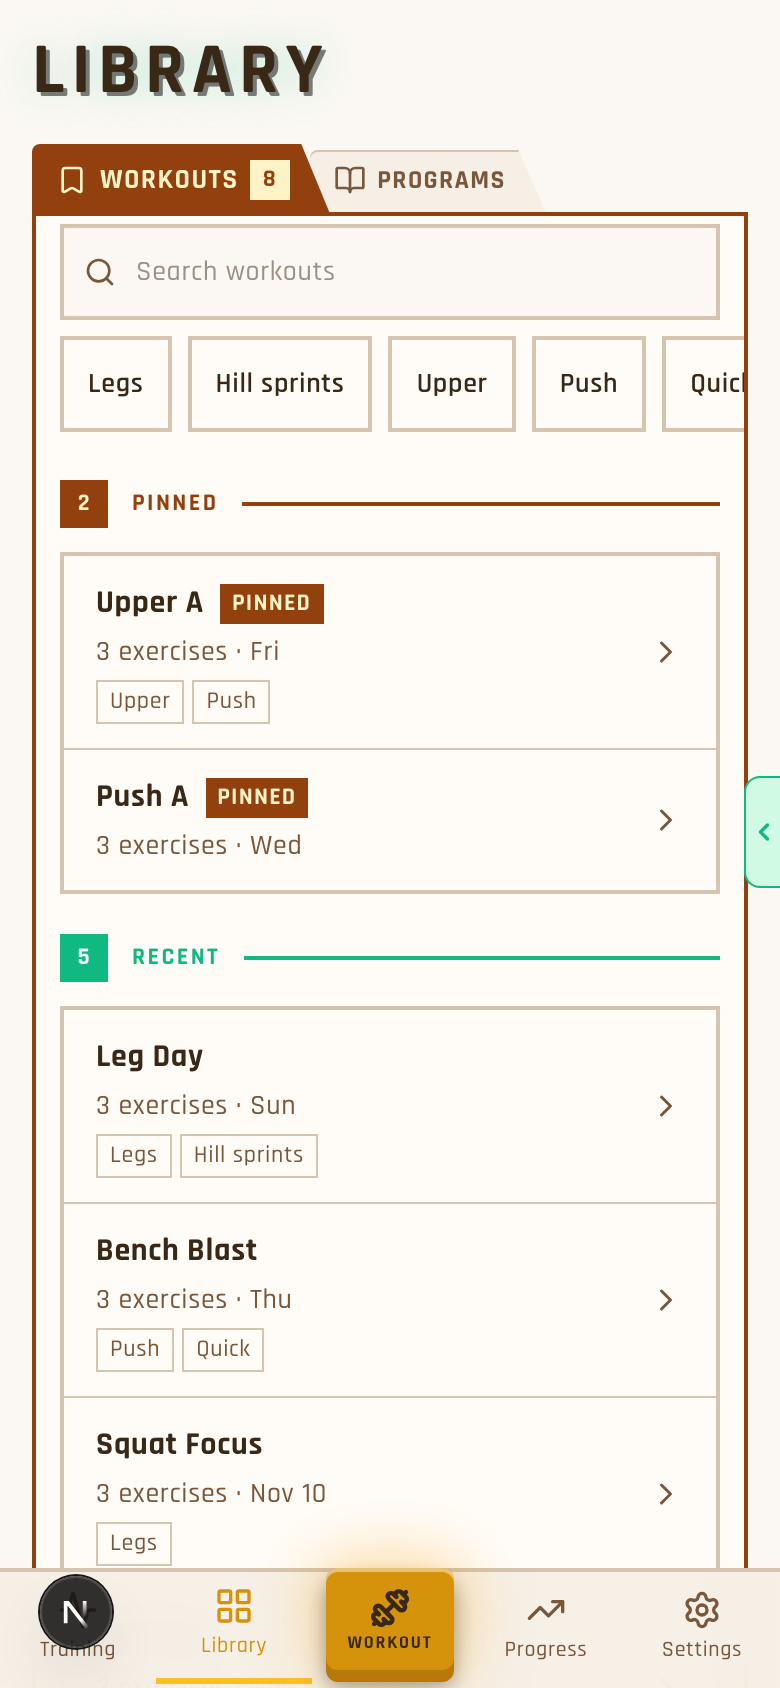 LIBRARY
WORKOUTS 8 PROGRAMS
Search workouts
Legs Hill sprints Upper Push
2 PINNED
Upper A PINNED
3 exercises · Fri
Upper Push
Push A PINNED
3 exercises · Wed
5 RECENT
Leg Day
3 exercises · Sun
Legs Hill sprints
Bench Blast
3 exercises · Thu
Push Quick
Squat Focus
3 exercises · Nov 10
Legs
N
Training Library WORKOUT Progress Settings